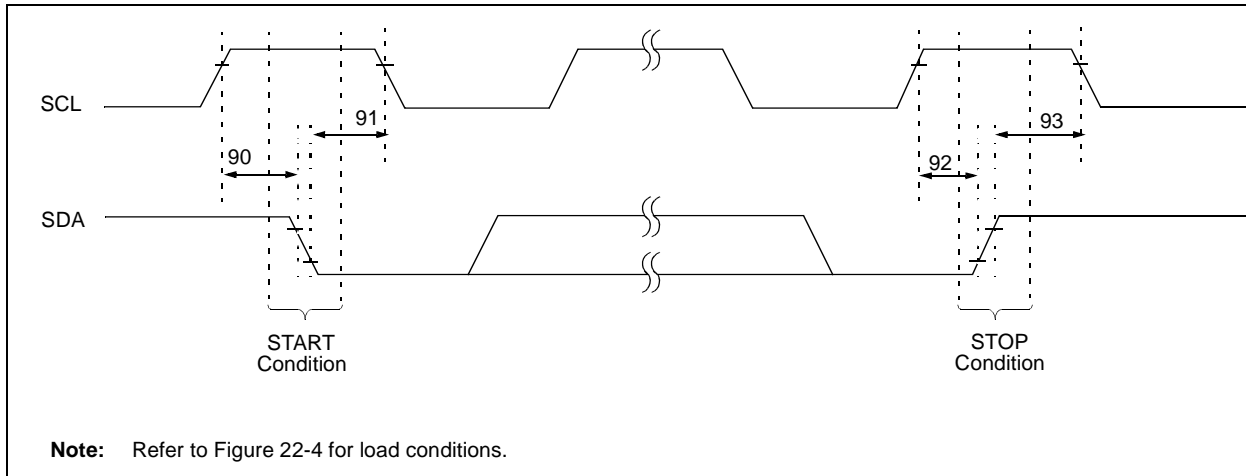 SCL
91
93
90
92
SDA
START
Condition
STOP
Condition
Note: Refer to Figure 22-4 for load conditions.